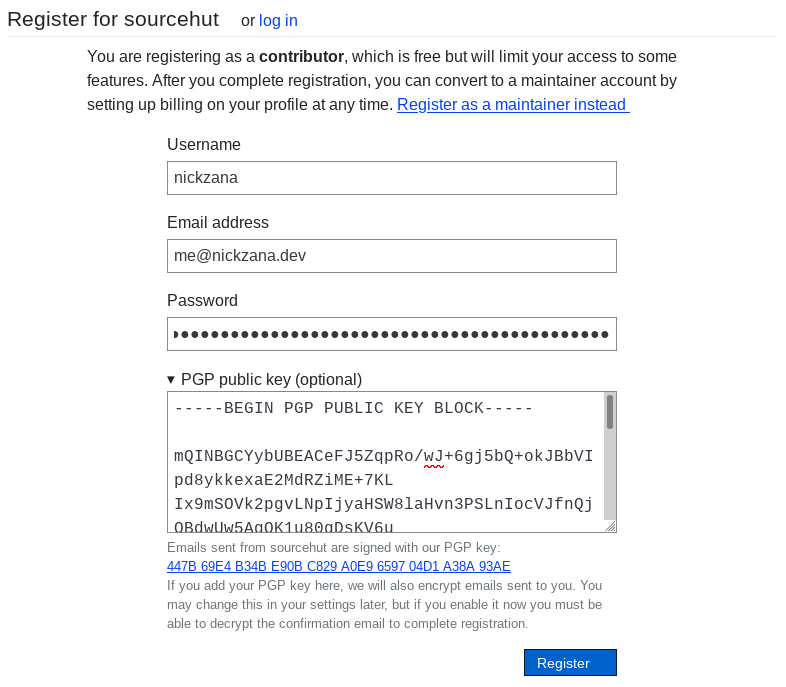 Register for sourcehut or log in
You are registering as a contributor, which is free but will limit your access to some
features. After you complete registration, you can convert to a maintainer account by
setting up billing on your profile at any time. Register as a maintainer instead
Username
nickzana
Email address
me@nickzana.dev
Password
▾ PGP public key (optional)
-----BEGIN PGP PUBLIC KEY BLOCK-----
mQINBGCYybUBEACeFJ5ZqpRo/wJ+6gj5bQ+okJBbVI
pd8ykkexaE2MdRZiME+7KL
Ix9mSOVk2pgvLNpIjyaHSW8laHvn3PSLnIocVJfnQj
Emails sent from sourcehut are signed with our PGP key:
447B 69E4 B34B E90B C829 A0E9 6597 04D1 A38A 93AE
If you add your PGP key here, we will also encrypt emails sent to you. You
may change this in your settings later, but if you enable it now you must be
able to decrypt the confirmation email to complete registration.
Register